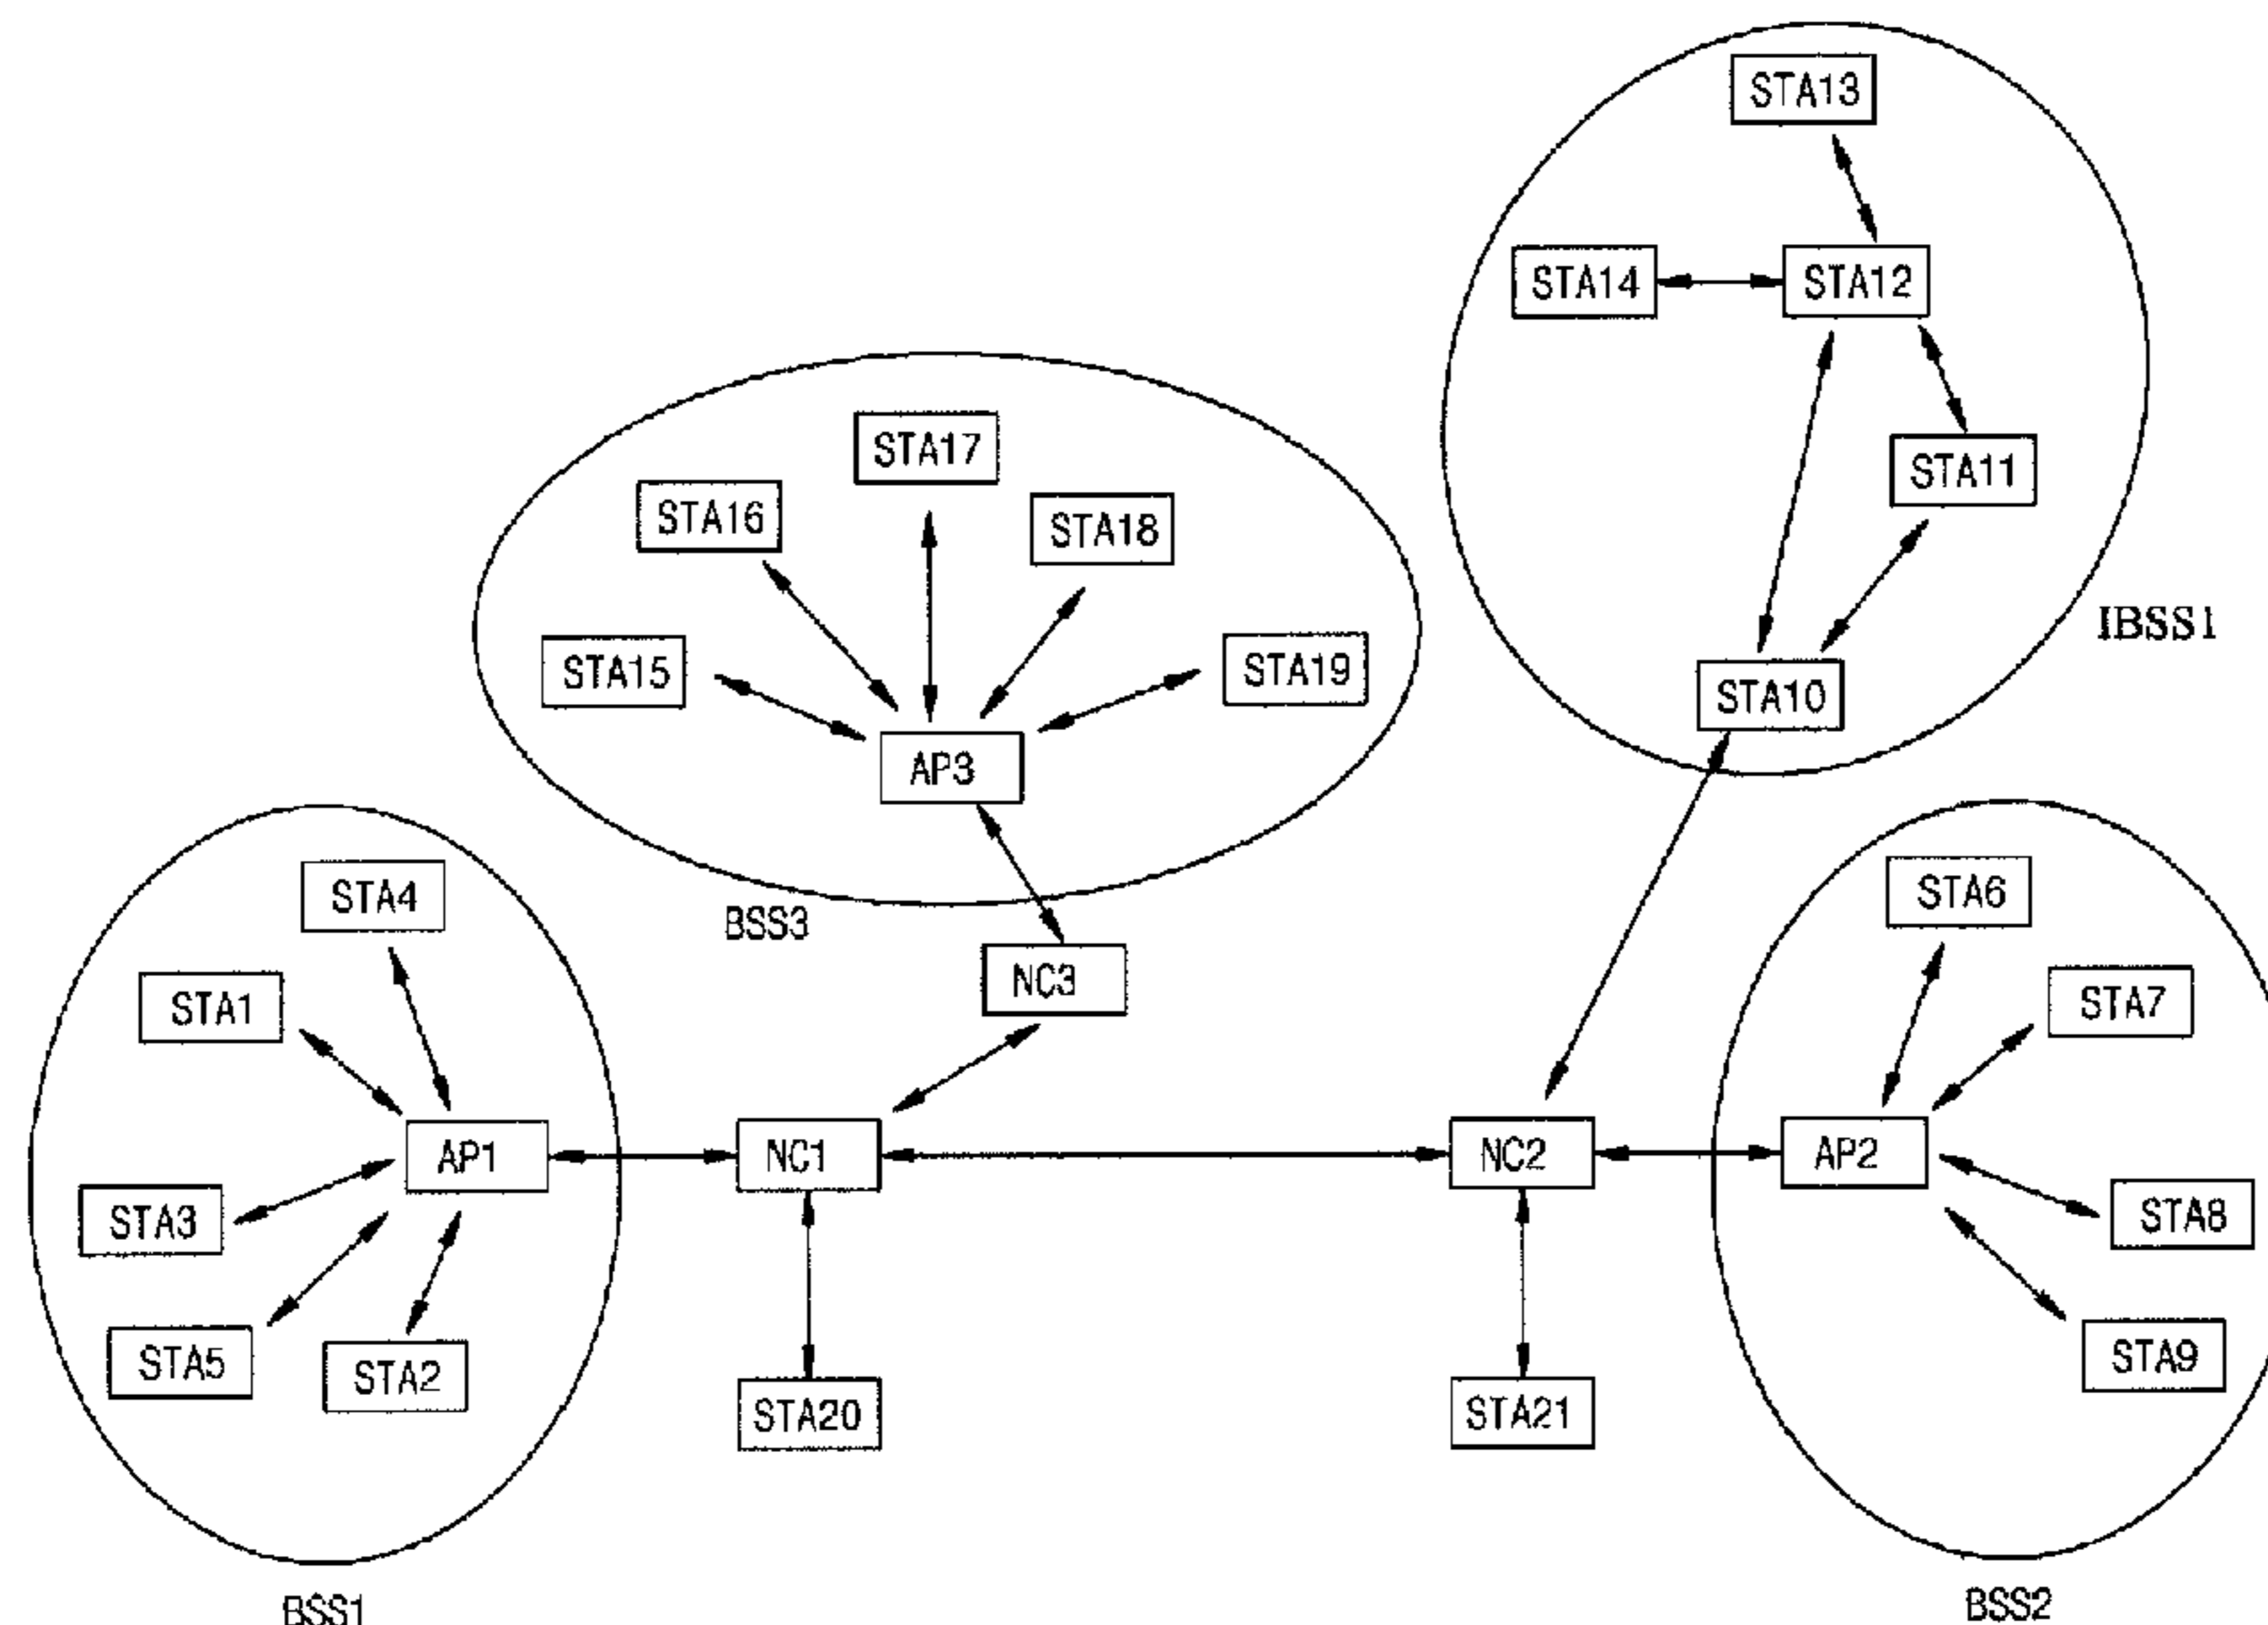 STA13
STA14
STA12
STA17
STA11
STA16
STA18
IBSS1
STA15
STA19
STA10
AP3
STA4
STA6
BSS3
NC3
STA1
STA7
AP1
NC1
NC2
AP2
STA3
STA8
STA5
STA2
STA9
STA20
STA21
BSS1
BSS2